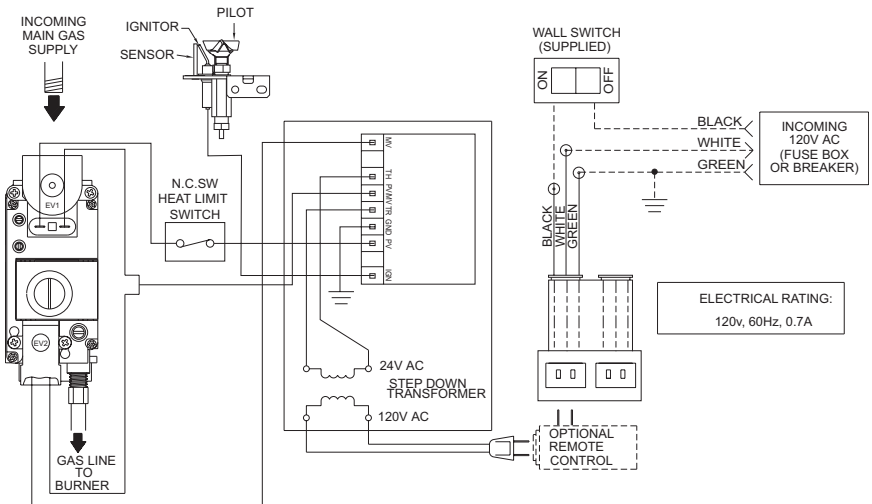 INCOMING
MAIN GAS
SUPPLY
IGNITOR
PILOT
SENSOR
EV1
EV2
GAS LINE
TO
BURNER
N.C.SW
HEAT LIMIT
SWITCH
MV
TH
PVMV
TR
GND
PV
IGN
24V AC
STEP DOWN
TRANSFORMER
120V AC
WALL SWITCH
(SUPPLIED)
ON
OFF
BLACK
WHITE
GREEN
INCOMING
120V AC
(FUSE BOX
OR BREAKER)
BLACK
WHITE
GREEN
ELECTRICAL RATING:
120v, 60Hz, 0.7A
OPTIONAL
REMOTE
CONTROL